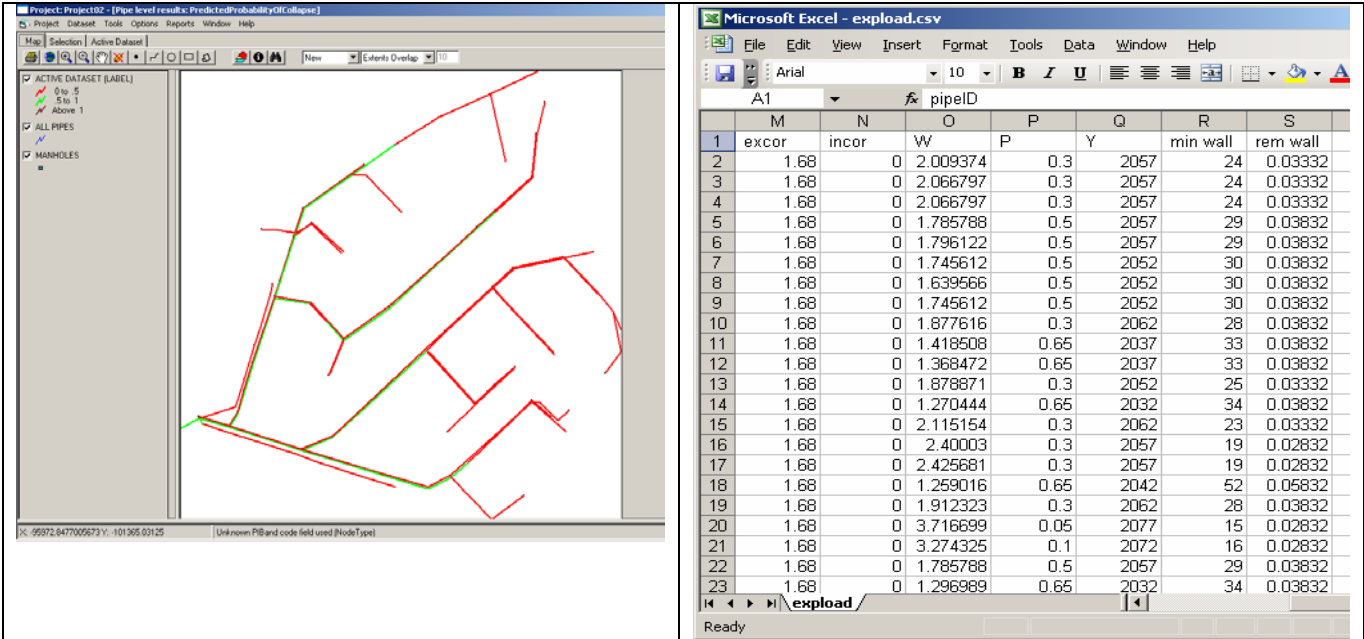 Project: Project02 - [Pipe level results: PredictedProbabilityOfCollapse]
Project Dataset Tools Options Reports Window Help
Map Selection Active Dataset
New Extents Overlap 10
ACTIVE DATASET (LABEL)
0 to .5
.5 to 1
Above 1
ALL PIPES
MANHOLES
X: -95972.8477005673 Y: -101365.03125 Unknown PIBand code field used (NodeType)
Microsoft Excel - expload.csv
File Edit View Insert Format Tools Data Window Help
Arial 10 B I U A
A1 fx pipeID
M N O P Q R S
1 excor incor W P Y min wall rem wall
2 1.68 0 2.009374 0.3 2057 24 0.03332
3 1.68 0 2.066797 0.3 2057 24 0.03332
4 1.68 0 2.066797 0.3 2057 24 0.03332
5 1.68 0 1.785788 0.5 2057 29 0.03832
6 1.68 0 1.796122 0.5 2057 29 0.03832
7 1.68 0 1.745612 0.5 2052 30 0.03832
8 1.68 0 1.639566 0.5 2052 30 0.03832
9 1.68 0 1.745612 0.5 2052 30 0.03832
10 1.68 0 1.877616 0.3 2062 28 0.03832
11 1.68 0 1.418508 0.65 2037 33 0.03832
12 1.68 0 1.368472 0.65 2037 33 0.03832
13 1.68 0 1.878871 0.3 2052 25 0.03332
14 1.68 0 1.270444 0.65 2032 34 0.03832
15 1.68 0 2.115154 0.3 2062 23 0.03332
16 1.68 0 2.40003 0.3 2057 19 0.02832
17 1.68 0 2.425681 0.3 2057 19 0.02832
18 1.68 0 1.259016 0.65 2042 52 0.05832
19 1.68 0 1.912323 0.3 2062 28 0.03832
20 1.68 0 3.716699 0.05 2077 15 0.02832
21 1.68 0 3.274325 0.1 2072 16 0.02832
22 1.68 0 1.785788 0.5 2057 29 0.03832
23 1.68 0 1.296989 0.65 2032 34 0.03832
expload
Ready